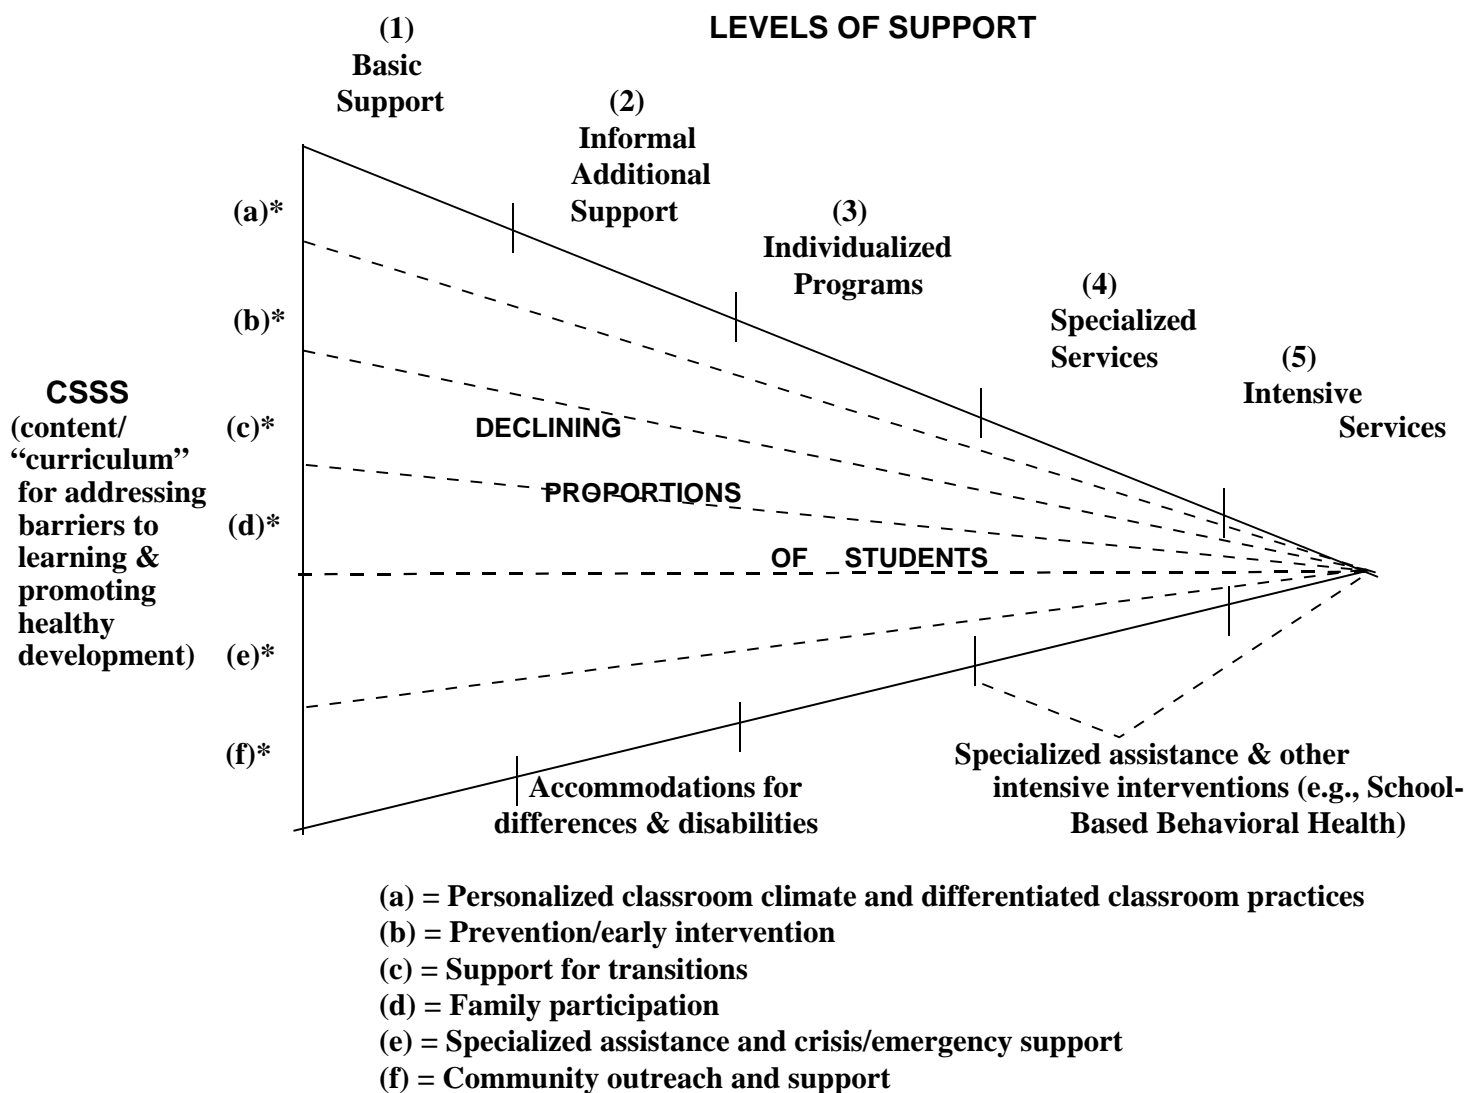 LEVELS OF SUPPORT
(1)
Basic
Support
(2)
Informal
Additional
Support
(3)
Individualized
Programs
(4)
Specialized
Services
(5)
Intensive
Services
CSSS
(content/
“curriculum”
for addressing
barriers to
learning &
promoting
healthy
development)
(a)*
(b)*
(c)*
(d)*
(e)*
(f)*
DECLINING
PROPORTIONS
OF STUDENTS
Accommodations for
differences & disabilities
Specialized assistance & other
intensive interventions (e.g., School-
Based Behavioral Health)
(a) = Personalized classroom climate and differentiated classroom practices
(b) = Prevention/early intervention
(c) = Support for transitions
(d) = Family participation
(e) = Specialized assistance and crisis/emergency support
(f) = Community outreach and support